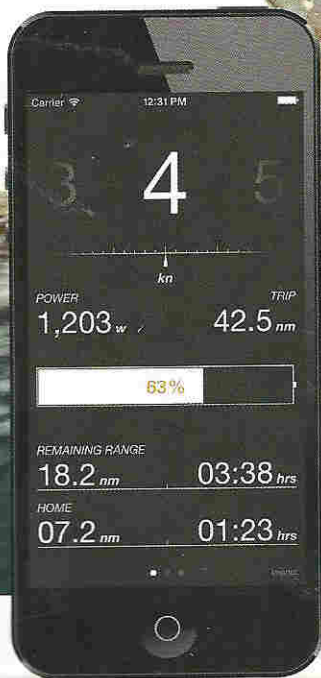 Carrier 12:31 PM
3 4 5
kn
POWER TRIP
1,203 w 42.5 nm
63%
REMAINING RANGE
18.2 nm 03:38 hrs
HOME
07.2 nm 01:23 hrs